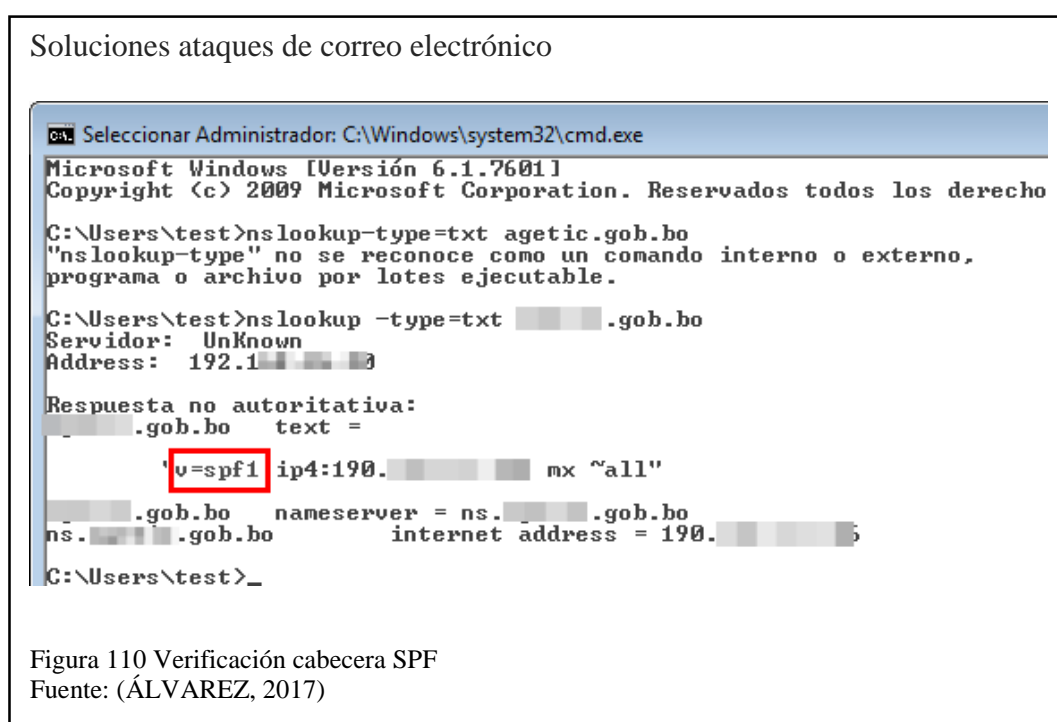 Soluciones ataques de correo electrónico
Seleccionar Administrador: C:\Windows\system32\cmd.exe
Microsoft Windows [Versión 6.1.7601]
Copyright (c) 2009 Microsoft Corporation. Reservados todos los derecho
C:\Users\test>nslookup-type=txt agetic.gob.bo
"nslookup-type" no se reconoce como un comando interno o externo,
programa o archivo por lotes ejecutable.
C:\Users\test>nslookup -type=txt .gob.bo
Servidor: UnKnown
Address: 192.1
Respuesta no autoritativa:
.gob.bo text =
"v=spf1 ip4:190. mx ~all"
.gob.bo nameserver = ns. .gob.bo
ns. .gob.bo internet address = 190.
C:\Users\test>_
Figura 110 Verificación cabecera SPF
Fuente: (ÁLVAREZ, 2017)